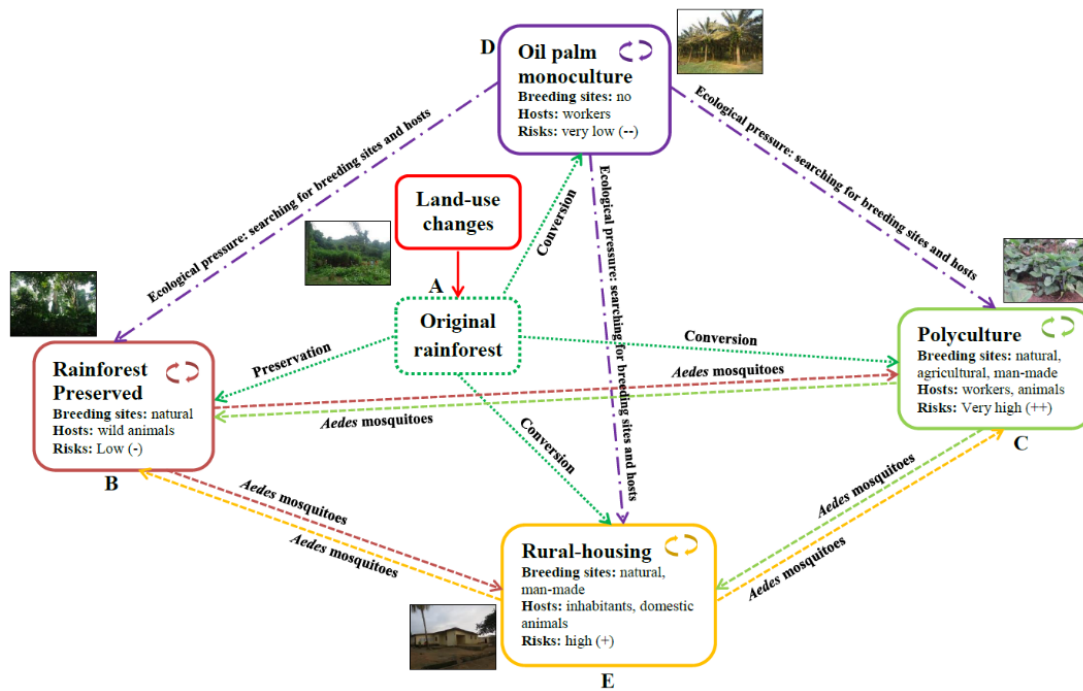 D
Oil palm
monoculture
Breeding sites: no
Hosts: workers
Risks: very low (--)
Ecological pressure: searching for breeding sites and hosts
Ecological pressure: searching for breeding sites and hosts
Ecological pressure: searching for breeding sites and hosts
Land-use
changes
Conversion
A
Original
rainforest
Preservation
Conversion
Conversion
Rainforest
Preserved
Breeding sites: natural
Hosts: wild animals
Risks: Low (-)
B
Aedes mosquitoes
Aedes mosquitoes
Polyculture
Breeding sites: natural,
agricultural, man-made
Hosts: workers, animals
Risks: Very high (++)
C
Aedes mosquitoes
Aedes mosquitoes
Aedes mosquitoes
Aedes mosquitoes
Rural-housing
Breeding sites: natural,
man-made
Hosts: inhabitants, domestic
animals
Risks: high (+)
E